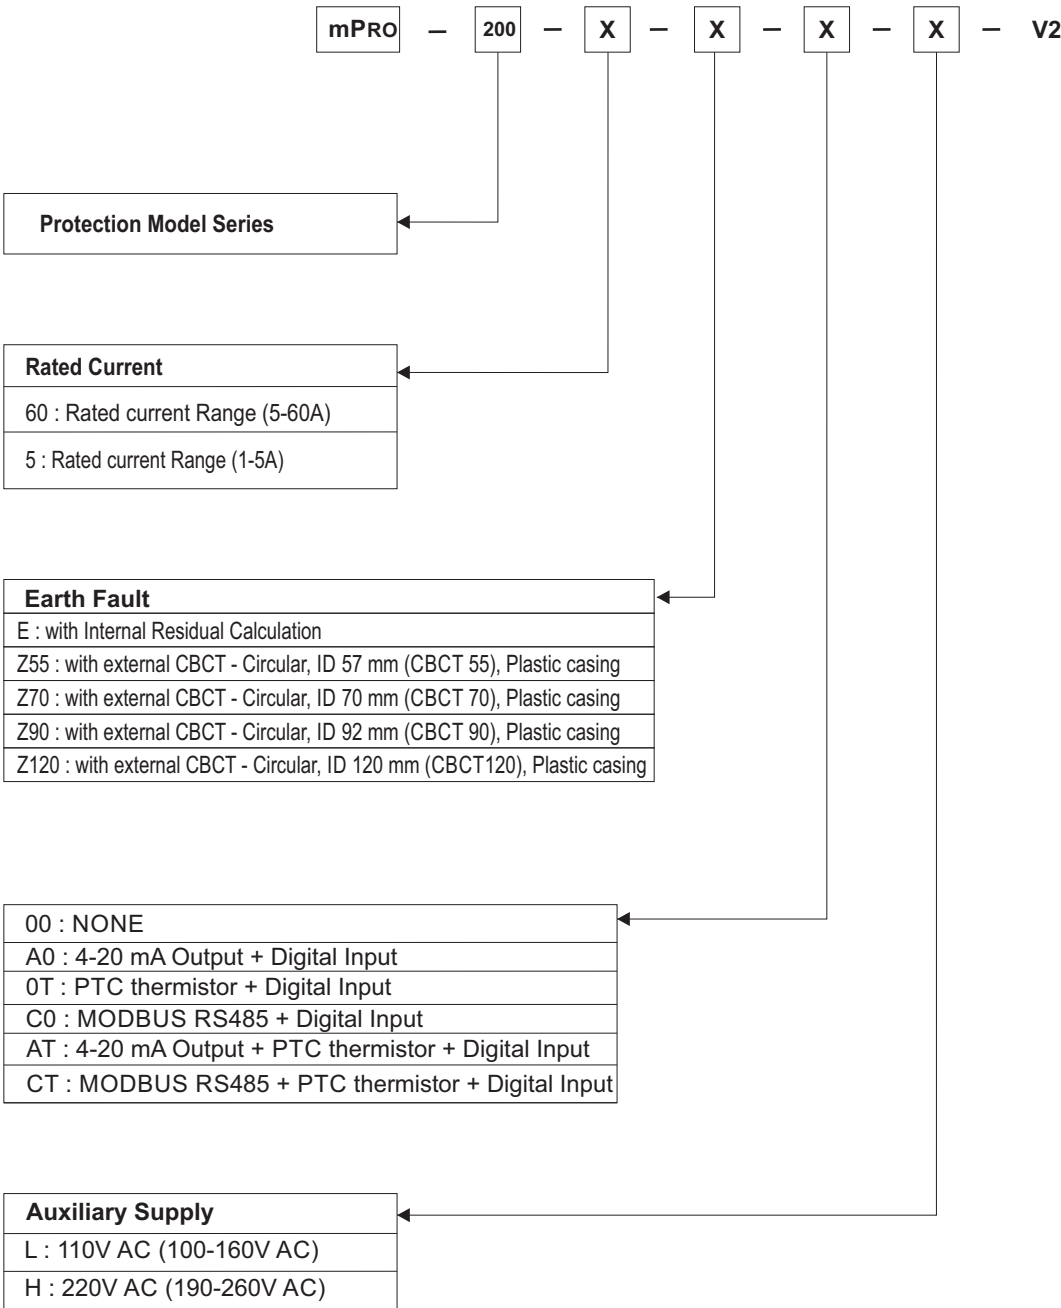 mPRO – 200 – X – X – X – X – V2
Protection Model Series
Rated Current
60 : Rated current Range (5-60A)
5 : Rated current Range (1-5A)
Earth Fault
E : with Internal Residual Calculation
Z55 : with external CBCT - Circular, ID 57 mm (CBCT 55), Plastic casing
Z70 : with external CBCT - Circular, ID 70 mm (CBCT 70), Plastic casing
Z90 : with external CBCT - Circular, ID 92 mm (CBCT 90), Plastic casing
Z120 : with external CBCT - Circular, ID 120 mm (CBCT120), Plastic casing
00 : NONE
A0 : 4-20 mA Output + Digital Input
0T : PTC thermistor + Digital Input
C0 : MODBUS RS485 + Digital Input
AT : 4-20 mA Output + PTC thermistor + Digital Input
CT : MODBUS RS485 + PTC thermistor + Digital Input
Auxiliary Supply
L : 110V AC (100-160V AC)
H : 220V AC (190-260V AC)